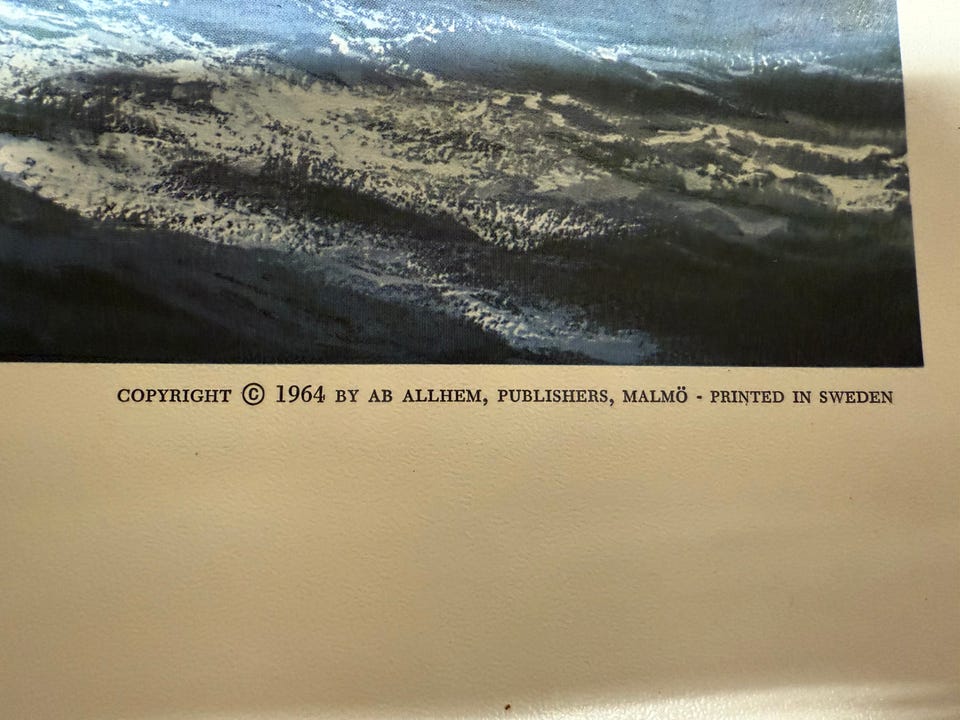 COPYRIGHT © 1964 BY AB ALLHEM, PUBLISHERS, MALMÖ - PRINTED IN SWEDEN